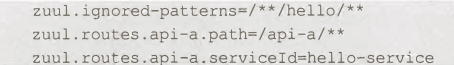 zuul.ignored-patterns=/**/hello/**
zuul.routes.api-a.path=/api-a/**
zuul.routes.api-a.serviceId=hello-service